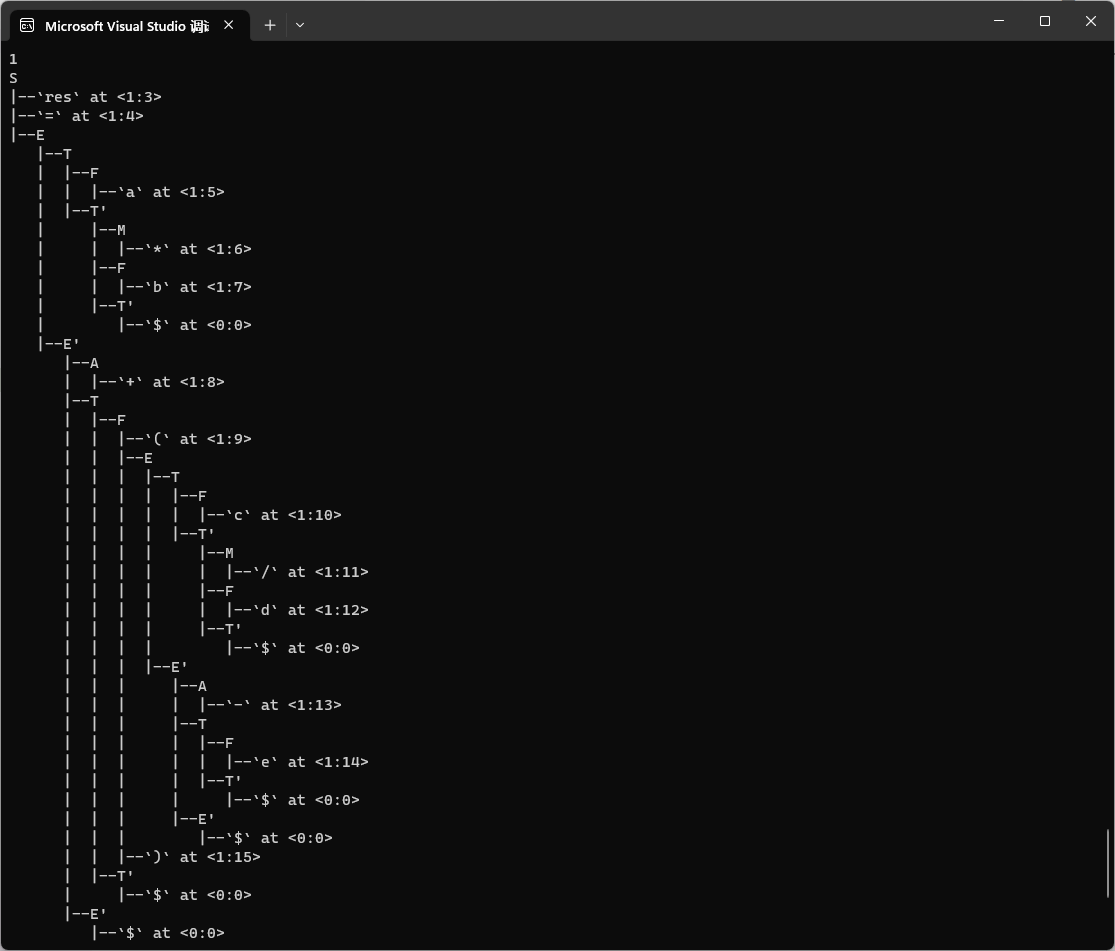 Microsoft Visual Studio 调试
1
S
|--`res` at <1:3>
|--`=` at <1:4>
|--E
   |--T
   |  |--F
   |  |  |--`a` at <1:5>
   |  |--T'
   |     |--M
   |     |  |--`*` at <1:6>
   |     |--F
   |     |  |--`b` at <1:7>
   |     |--T'
   |        |--`$` at <0:0>
   |--E'
      |--A
      |  |--`+` at <1:8>
      |--T
      |  |--F
      |  |  |--`(` at <1:9>
      |  |  |--E
      |  |  |  |--T
      |  |  |  |  |--F
      |  |  |  |  |  |--`c` at <1:10>
      |  |  |  |  |--T'
      |  |  |  |     |--M
      |  |  |  |     |  |--`/` at <1:11>
      |  |  |  |     |--F
      |  |  |  |     |  |--`d` at <1:12>
      |  |  |  |     |--T'
      |  |  |  |        |--`$` at <0:0>
      |  |  |  |--E'
      |  |  |     |--A
      |  |  |     |  |--`-` at <1:13>
      |  |  |     |--T
      |  |  |     |  |--F
      |  |  |     |  |  |--`e` at <1:14>
      |  |  |     |  |--T'
      |  |  |     |     |--`$` at <0:0>
      |  |  |     |--E'
      |  |  |        |--`$` at <0:0>
      |  |  |--`)` at <1:15>
      |  |--T'
      |     |--`$` at <0:0>
      |--E'
         |--`$` at <0:0>